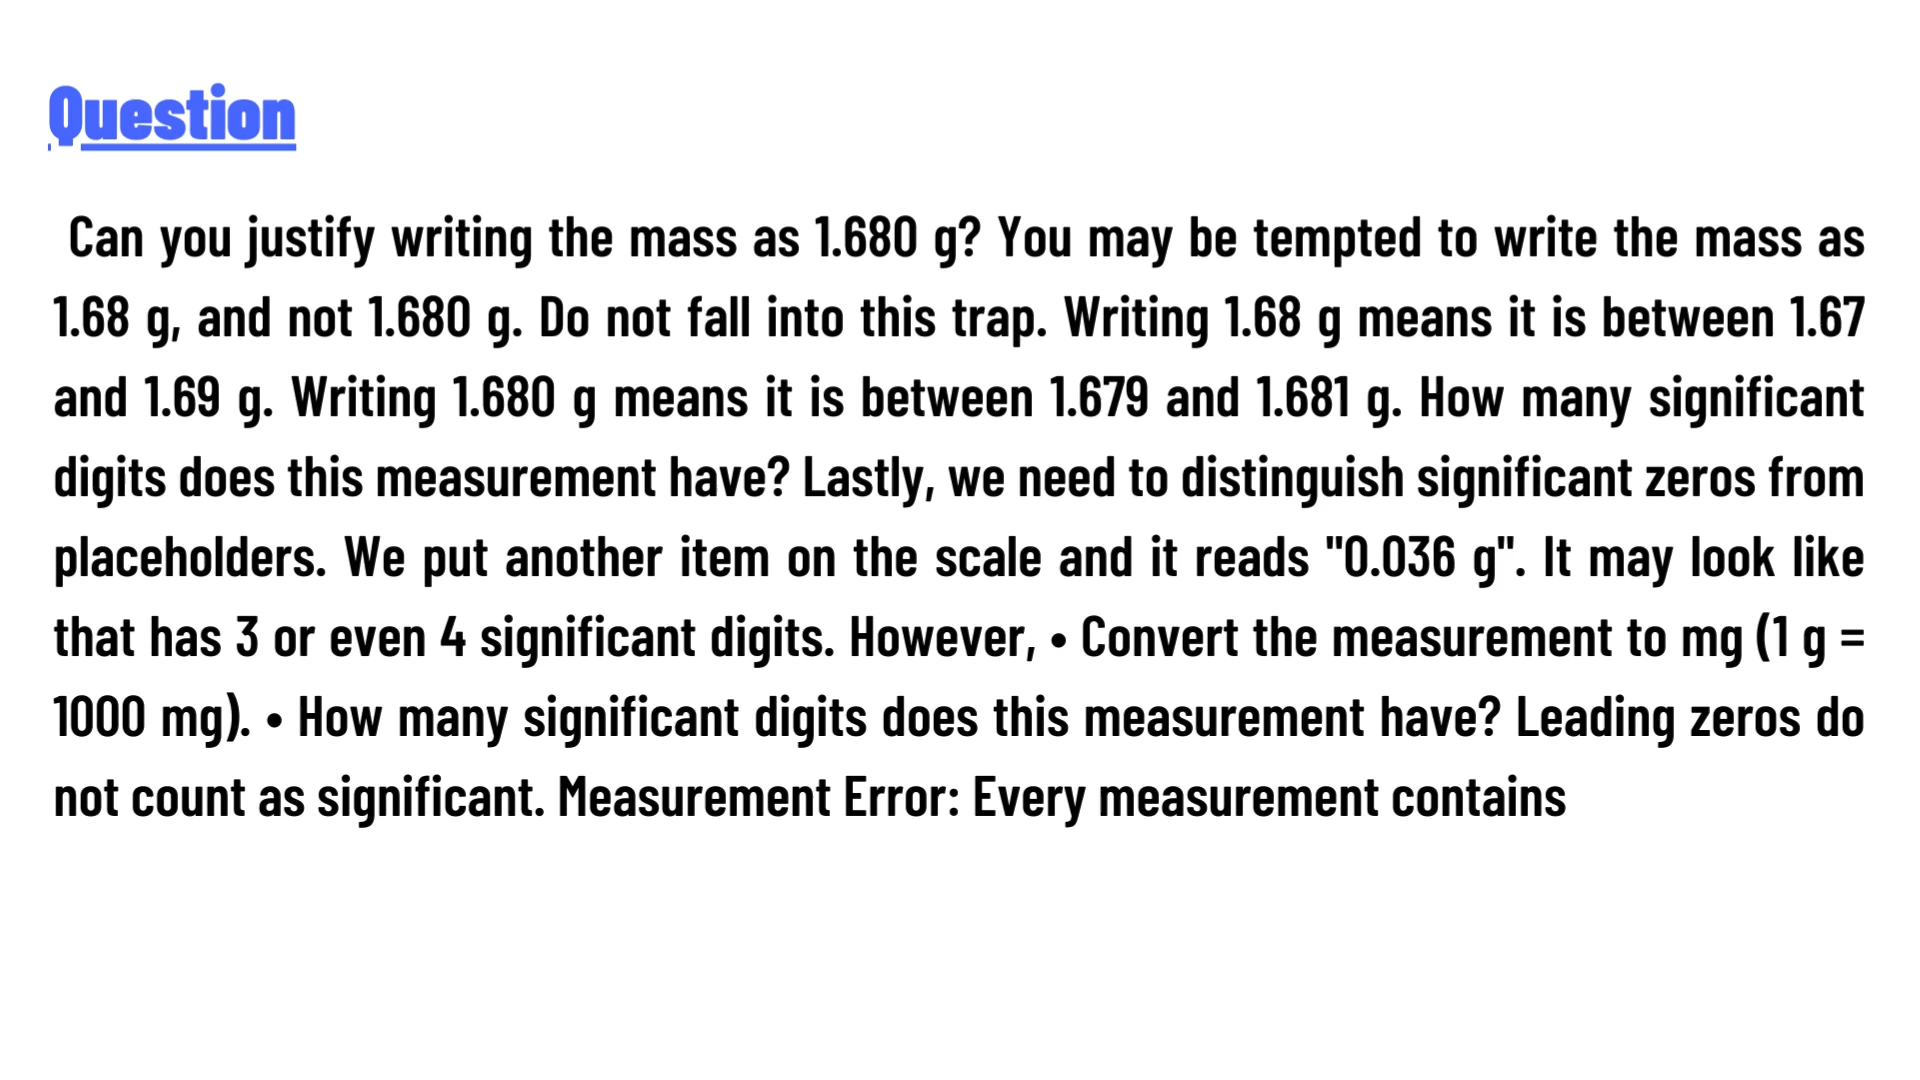 Question
Can you justify writing the mass as 1.680 g? You may be tempted to write the mass as
1.68 g, and not 1.680 g. Do not fall into this trap. Writing 1.68 g means it is between 1.67
and 1.69 g. Writing 1.680 g means it is between 1.679 and 1.681 g. How many significant
digits does this measurement have? Lastly, we need to distinguish significant zeros from
placeholders. We put another item on the scale and it reads "0.036 g". It may look like
that has 3 or even 4 significant digits. However, • Convert the measurement to mg (1 g =
1000 mg). • How many significant digits does this measurement have? Leading zeros do
not count as significant. Measurement Error: Every measurement contains